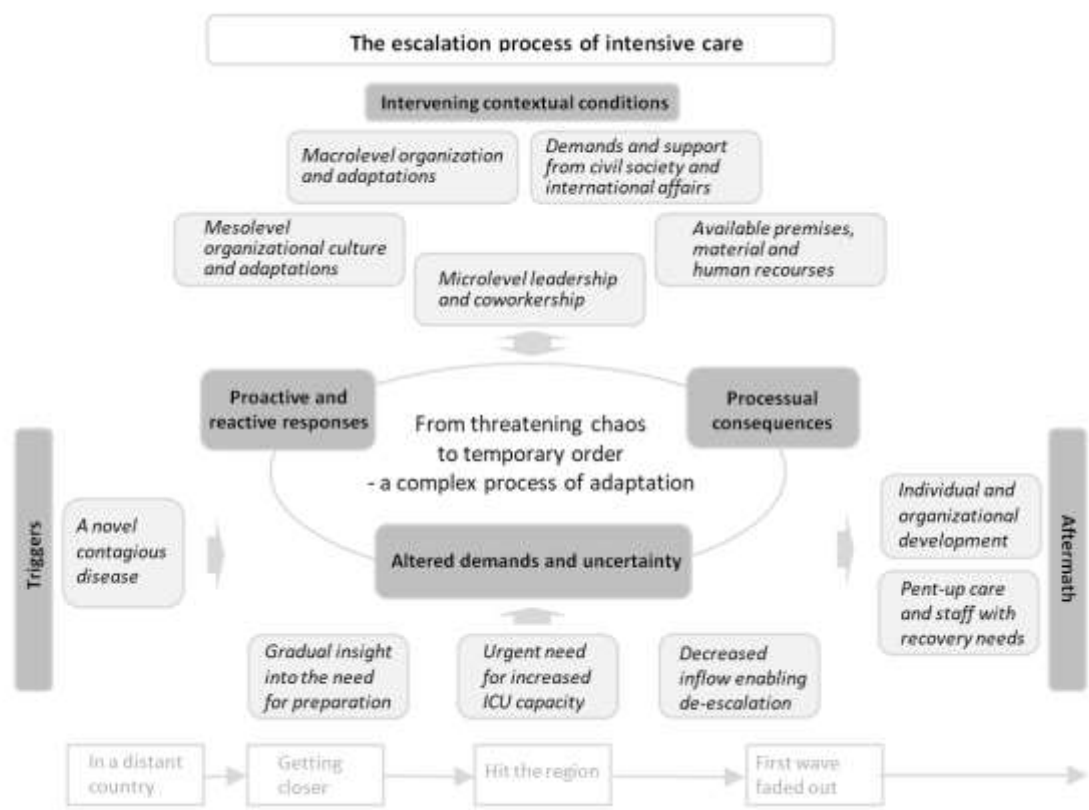 The escalation process of intensive care
Intervening contextual conditions
Macrolevel organization
and adaptations
Demands and support
from civil society and
international affairs
Mesolevel
organizational culture
and adaptations
Available premises,
material and
human recourses
Microlevel leadership
and coworkership
Proactive and
reactive responses
Processual
consequences
From threatening chaos
to temporary order
- a complex process of adaptation
Triggers
A novel
contagious
disease
Altered demands and uncertainty
Individual and
organizational
development
Pent-up care
and staff with
recovery needs
Aftermath
Gradual insight
into the need
for preparation
Urgent need
for increased
ICU capacity
Decreased
inflow enabling
de-escalation
In a distant
country
Getting
closer
Hit the region
First wave
faded out